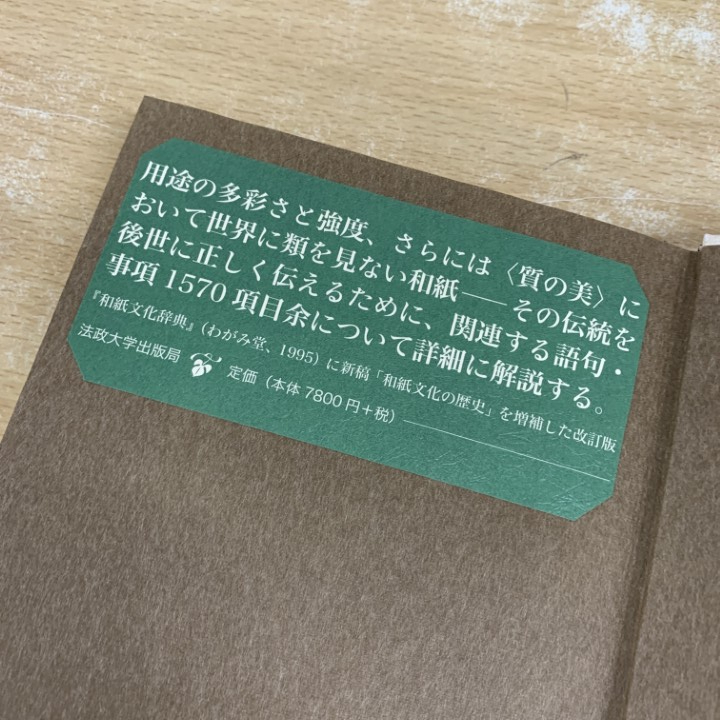 用途の多彩さと強度、さらには〈質の美〉に
おいて世界に類を見ない和紙――その伝統を
後世に正しく伝えるために、関連する語句・
事項1570項目余について詳細に解説する。
『和紙文化辞典』(わがみ堂、1995)に新稿「和紙文化の歴史」を増補した改訂版
法政大学出版局 定価(本体7800円+税)